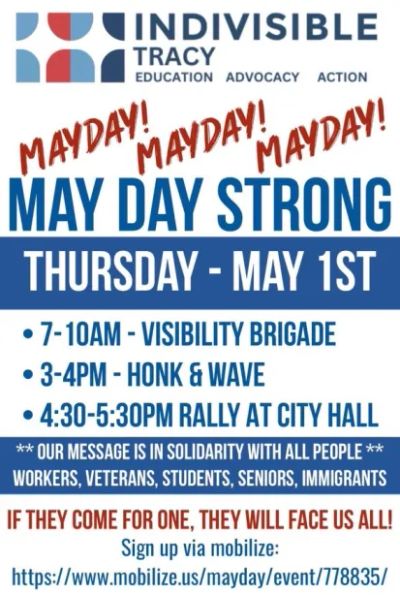 INDIVISIBLE
TRACY
EDUCATION ADVOCACY ACTION
MAYDAY! MAYDAY! MAYDAY!
MAY DAY STRONG
THURSDAY - MAY 1ST
• 7-10AM - VISIBILITY BRIGADE
• 3-4PM - HONK & WAVE
• 4:30-5:30PM RALLY AT CITY HALL
** OUR MESSAGE IS IN SOLIDARITY WITH ALL PEOPLE **
WORKERS, VETERANS, STUDENTS, SENIORS, IMMIGRANTS
IF THEY COME FOR ONE, THEY WILL FACE US ALL!
Sign up via mobilize:
https://www.mobilize.us/mayday/event/778835/